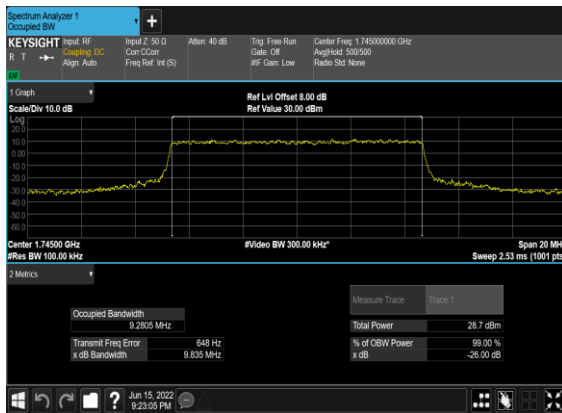 Spectrum Analyzer 1
Occupied BW
KEYSIGHT
R T
Input: RF
Coupling: DC
Align: Auto
Input Z: 50 Ω
Corr CCorr
Freq Ref: Int (S)
Atten: 40 dB
Trig: Free Run
Gate: Off
#IF Gain: Low
Center Freq: 1.745000000 GHz
Avg|Hold: 500/500
Radio Std: None
1 Graph
Scale/Div 10.0 dB
Ref Lvl Offset 8.00 dB
Ref Value 30.00 dBm
Log
20.0
10.0
0.00
-10.0
-20.0
-30.0
-40.0
-50.0
-60.0
Center 1.74500 GHz
#Res BW 100.00 kHz
#Video BW 300.00 kHz*
Span 20 MH
Sweep 2.53 ms (1001 pts
2 Metrics
Measure Trace
Trace 1
Occupied Bandwidth
9.2805 MHz
Total Power
28.7 dBm
Transmit Freq Error
648 Hz
% of OBW Power
99.00 %
x dB Bandwidth
9.835 MHz
x dB
-26.00 dB
?
Jun 15, 2022
9:23:05 PM